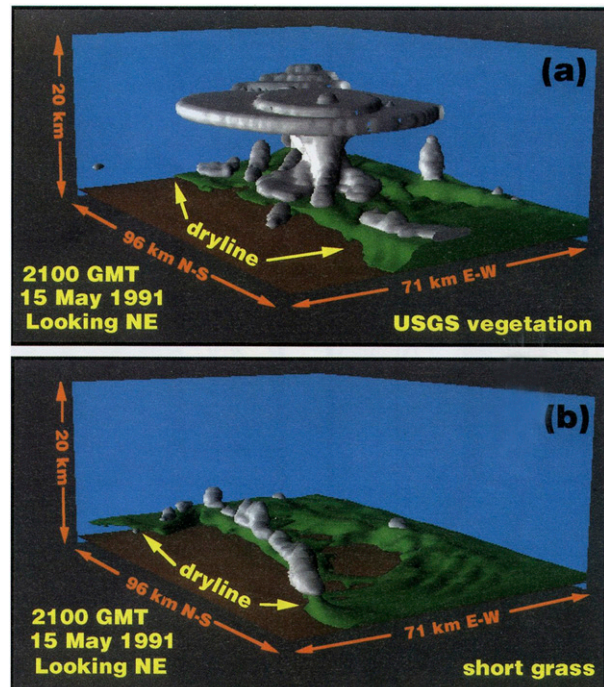 (a)
20 km
dryline
96 km N-S
71 km E-W
2100 GMT
15 May 1991
Looking NE
USGS vegetation
(b)
20 km
dryline
96 km N-S
71 km E-W
2100 GMT
15 May 1991
Looking NE
short grass